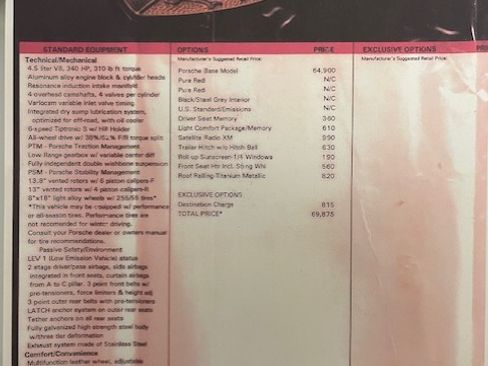 STANDARD EQUIPMENT
Technical/Mechanical
4.5 liter V8, 340 HP, 310 lb ft torque
Aluminum alloy engine block & cylinder heads
Resonance induction intake manifold
4 overhead camshafts, 4 valves per cylinder
Variocam variable inlet valve timing
Integrated dry sump lubrication system,
optimized for off-road, with oil cooler
6-speed Tiptronic S w/ Hill Holder
All-wheel drive w/ 38%/62% F/R torque split
PTM - Porsche Traction Management
Low Range gearbox w/ variable center diff
Fully independent double wishbone suspension
PSM - Porsche Stability Management
13.8" vented rotors w/ 6 piston calipers-F
13" vented rotors w/ 4 piston calipers-R
8"x18" light alloy wheels w/ 255/55 tires*
*This vehicle may be equipped w/ performance
or all-season tires. Performance tires are
not recommended for winter driving.
Consult your Porsche dealer or owners manual
for tire recommendations.
Passive Safety/Environment
LEV 1 (Low Emission Vehicle) status
2 stage driver/pass airbags, side airbags
integrated in front seats, curtain airbags
from A to C pillar. 3 point front belts w/
pre-tensioners, force limiters & height adj
3 point outer rear belts with pre-tensioners
LATCH anchor system on outer rear seats
Tether anchors on all rear seats
Fully galvanized high strength steel body
w/three tier deformation
Exhaust system made of Stainless Steel
Comfort/Convenience
Multifunction leather wheel, adjustable
OPTIONS PRICE
Manufacturer's Suggested Retail Price:
Porsche Base Model 64,900
Pure Red N/C
Pure Red N/C
Black/Steel Grey Interior N/C
U.S. Standard/Emissions N/C
Driver Seat Memory 360
Light Comfort Package/Memory 610
Satellite Radio XM 990
Trailer Hitch w/o Hitch Ball 630
Roll up Sunscreen-1/4 Windows 190
Front Seat Htr Incl. Strng Whl 560
Roof Railing-Titanium Metallic 820
EXCLUSIVE OPTIONS
Destination Charge 815
TOTAL PRICE* 69,875
EXCLUSIVE OPTIONS PRI
Manufacturer's Suggested Retail Price: